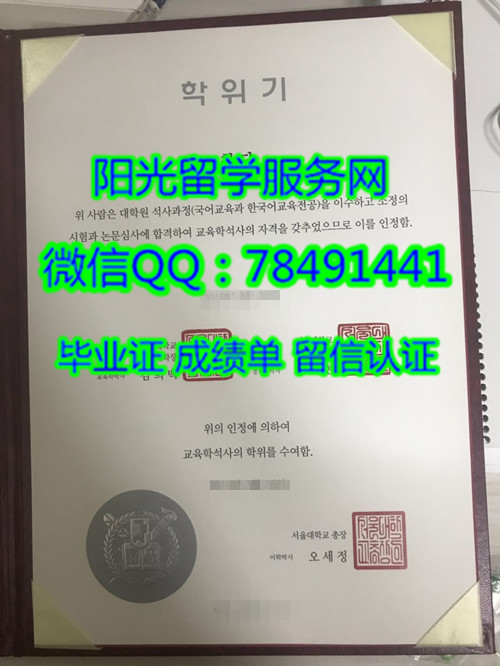 학위기
阳光留学服务网
위 사람은 대학원 석사과정(국어교육과 한국어교육전공)을 이수하고 소정의
시험과 논문심사에 합격하여 교육학석사의 자격을 갖추었으므로 이를 인정함.
微信QQ：78491441
毕业证 成绩单 留信认证
교육학박사
위의 인정에 의하여
교육학석사의 학위를 수여함.
서울대학교 총장
이학박사 오세정